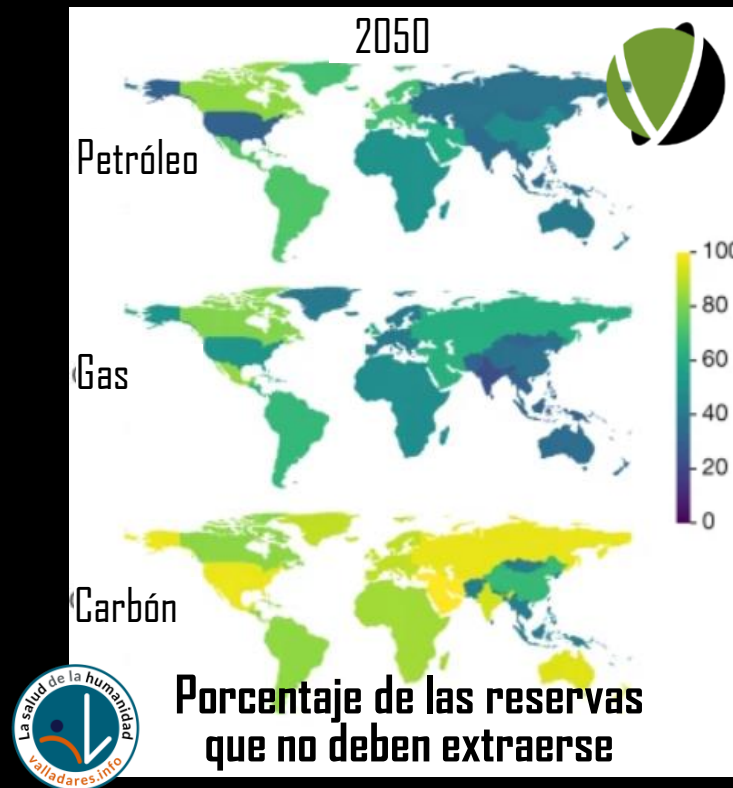 2050
Petróleo
Gas
Carbón
100
80
60
40
20
0
La salud de la humanidad
valladares.info
Porcentaje de las reservas
que no deben extraerse